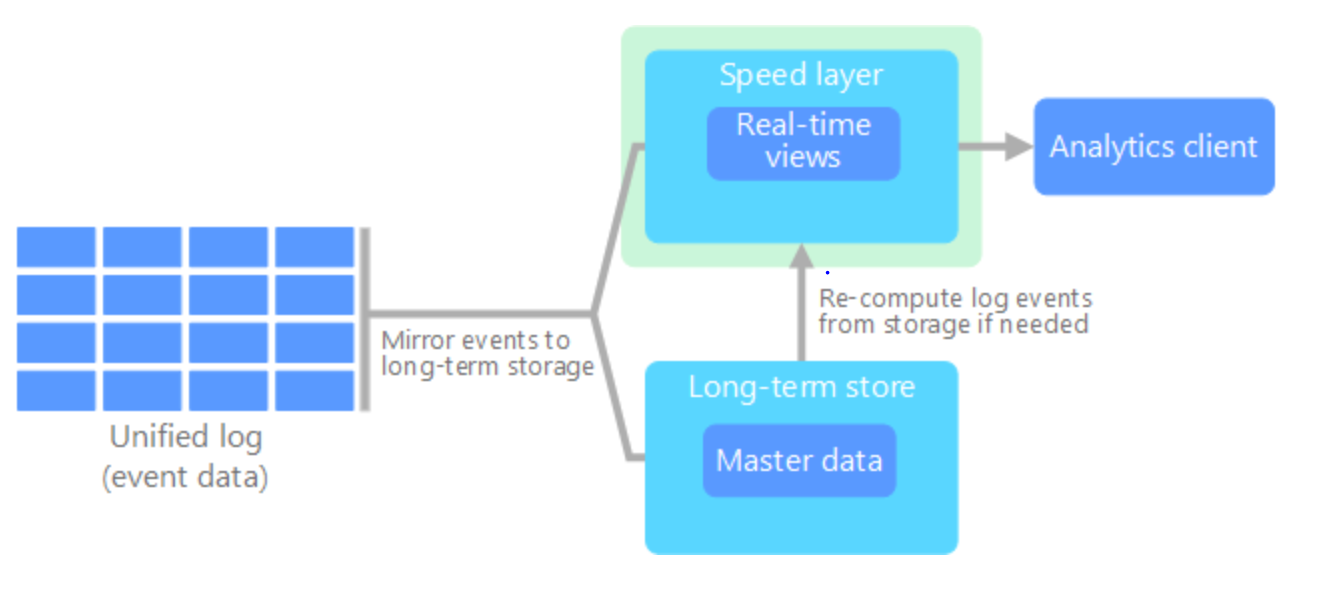 Speed layer
Real-time
views
Analytics client
Re-compute log events
from storage if needed
Mirror events to
long-term storage
Long-term store
Master data
Unified log
(event data)